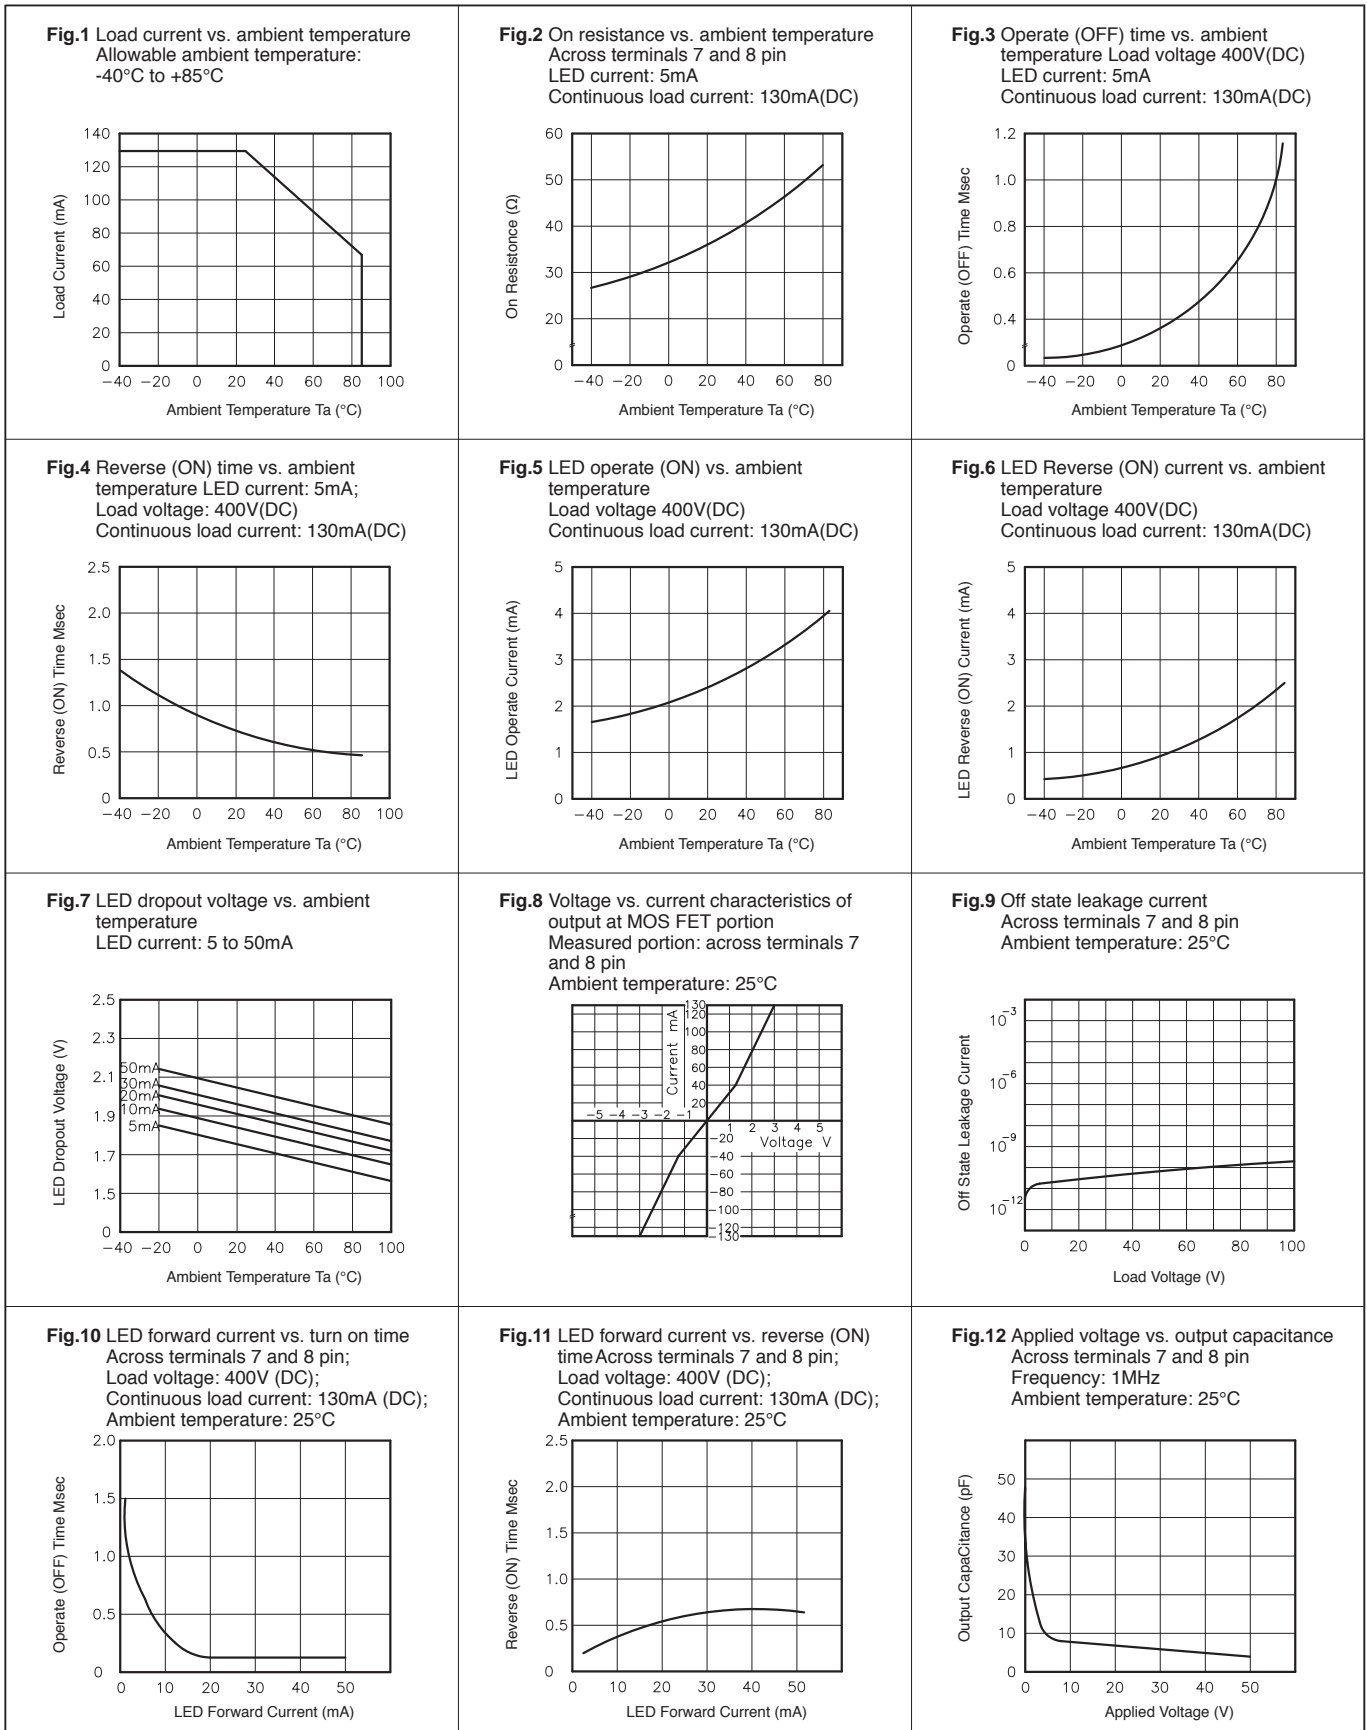 Fig.1 Load current vs. ambient temperature
Allowable ambient temperature:
-40°C to +85°C
140
120
100
80
60
40
20
0
Load Current (mA)
−40 −20 0 20 40 60 80 100
Ambient Temperature Ta (°C)
Fig.2 On resistance vs. ambient temperature
Across terminals 7 and 8 pin
LED current: 5mA
Continuous load current: 130mA(DC)
60
50
40
30
20
0
On Resistonce (Ω)
−40 −20 0 20 40 60 80
Ambient Temperature Ta (°C)
Fig.3 Operate (OFF) time vs. ambient
temperature Load voltage 400V(DC)
LED current: 5mA
Continuous load current: 130mA(DC)
1.2
1.0
0.8
0.6
0.4
0
Operate (OFF) Time Msec
−40 −20 0 20 40 60 80
Ambient Temperature Ta (°C)
Fig.4 Reverse (ON) time vs. ambient
temperature LED current: 5mA;
Load voltage: 400V(DC)
Continuous load current: 130mA(DC)
2.5
2.0
1.5
1.0
0.5
0
Reverse (ON) Time Msec
−40 −20 0 20 40 60 80 100
Ambient Temperature Ta (°C)
Fig.5 LED operate (ON) vs. ambient
temperature
Load voltage 400V(DC)
Continuous load current: 130mA(DC)
5
4
3
2
1
0
LED Operate Current (mA)
−40 −20 0 20 40 60 80
Ambient Temperature Ta (°C)
Fig.6 LED Reverse (ON) current vs. ambient
temperature
Load voltage 400V(DC)
Continuous load current: 130mA(DC)
5
4
3
2
1
0
LED Reverse (ON) Current (mA)
−40 −20 0 20 40 60 80
Ambient Temperature Ta (°C)
Fig.7 LED dropout voltage vs. ambient
temperature
LED current: 5 to 50mA
2.5
2.3
2.1
1.9
1.7
1.5
0
LED Dropout Voltage (V)
50mA
30mA
20mA
10mA
5mA
−40 −20 0 20 40 60 80 100
Ambient Temperature Ta (°C)
Fig.8 Voltage vs. current characteristics of
output at MOS FET portion
Measured portion: across terminals 7
and 8 pin
Ambient temperature: 25°C
130
120
100
80
60
40
20
Current mA
−5 −4 −3 −2 −1
1 2 3 4 5
Voltage V
−20
−40
−60
−80
−100
−120
−130
Fig.9 Off state leakage current
Across terminals 7 and 8 pin
Ambient temperature: 25°C
10−3
10−6
10−9
10−12
Off State Leakage Current
0 20 40 60 80 100
Load Voltage (V)
Fig.10 LED forward current vs. turn on time
Across terminals 7 and 8 pin;
Load voltage: 400V (DC);
Continuous load current: 130mA (DC);
Ambient temperature: 25°C
2.0
1.5
1.0
0.5
0
Operate (OFF) Time Msec
0 10 20 30 40 50
LED Forward Current (mA)
Fig.11 LED forward current vs. reverse (ON)
timeAcross terminals 7 and 8 pin;
Load voltage: 400V (DC);
Continuous load current: 130mA (DC);
Ambient temperature: 25°C
2.5
2.0
1.5
1.0
0.5
0
Reverse (ON) Time Msec
0 10 20 30 40 50
LED Forward Current (mA)
Fig.12 Applied voltage vs. output capacitance
Across terminals 7 and 8 pin
Frequency: 1MHz
Ambient temperature: 25°C
50
40
30
20
10
0
Output CapaCitance (pF)
0 10 20 30 40 50
Applied Voltage (V)